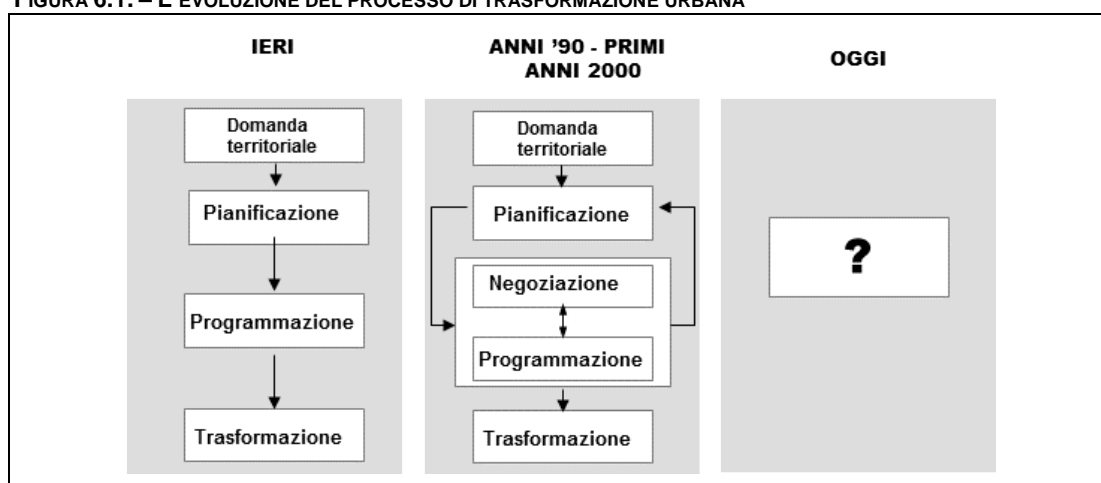 FIGURA 6.1. – L'EVOLUZIONE DEL PROCESSO DI TRASFORMAZIONE URBANA
IERI
Domanda
territoriale
Pianificazione
Programmazione
Trasformazione
ANNI '90 - PRIMI
ANNI 2000
Domanda
territoriale
Pianificazione
Negoziazione
Programmazione
Trasformazione
OGGI
?